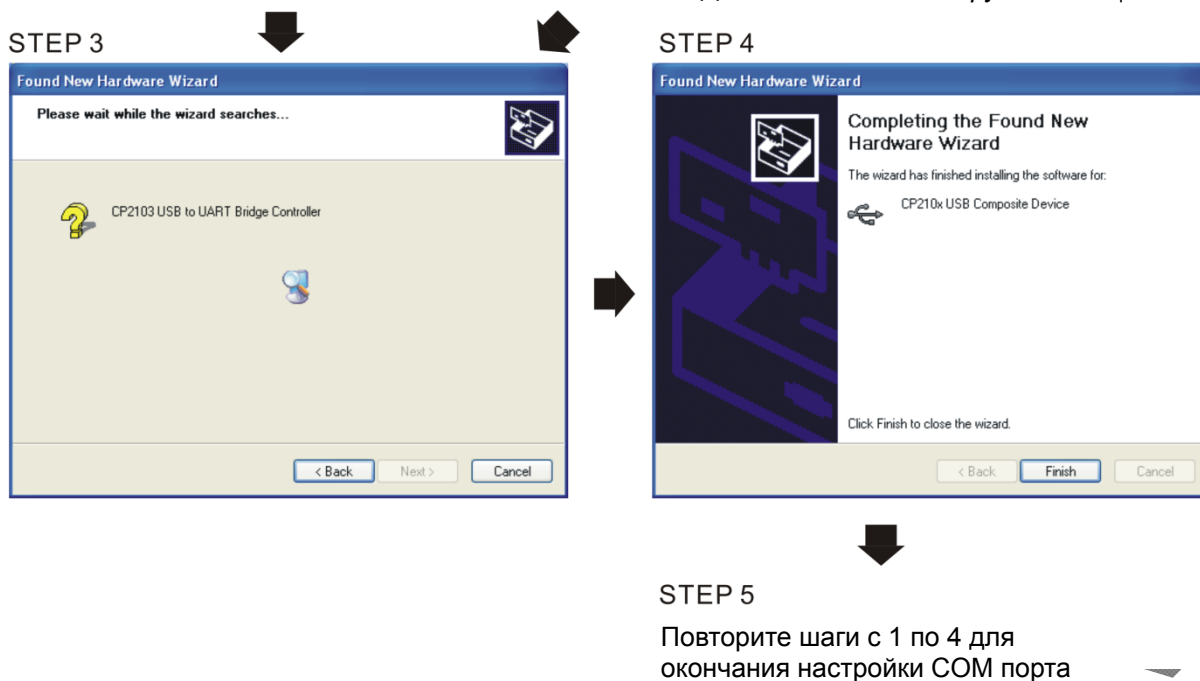 STEP 3
Found New Hardware Wizard
Please wait while the wizard searches...
CP2103 USB to UART Bridge Controller
< Back
Next >
Cancel
STEP 4
Found New Hardware Wizard
Completing the Found New
Hardware Wizard
The wizard has finished installing the software for:
CP210x USB Composite Device
Click Finish to close the wizard.
< Back
Finish
Cancel
STEP 5
Повторите шаги с 1 по 4 для
окончания настройки COM порта